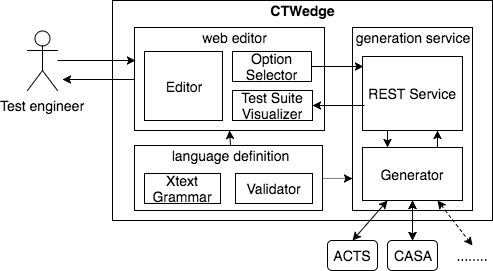 CTWedge
web editor
generation service
Editor
Option
Selector
Test Suite
Visualizer
REST Service
Test engineer
language definition
Xtext
Grammar
Validator
Generator
ACTS
CASA
........